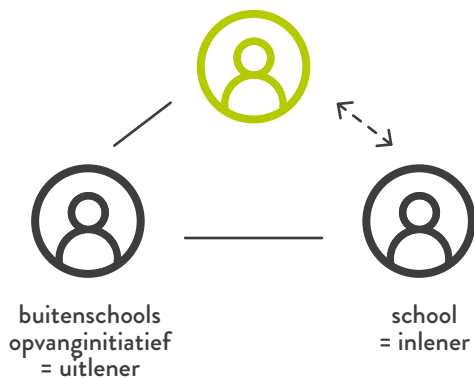 buitenschools
opvanginitiatief
= uitlener
school
= inlener